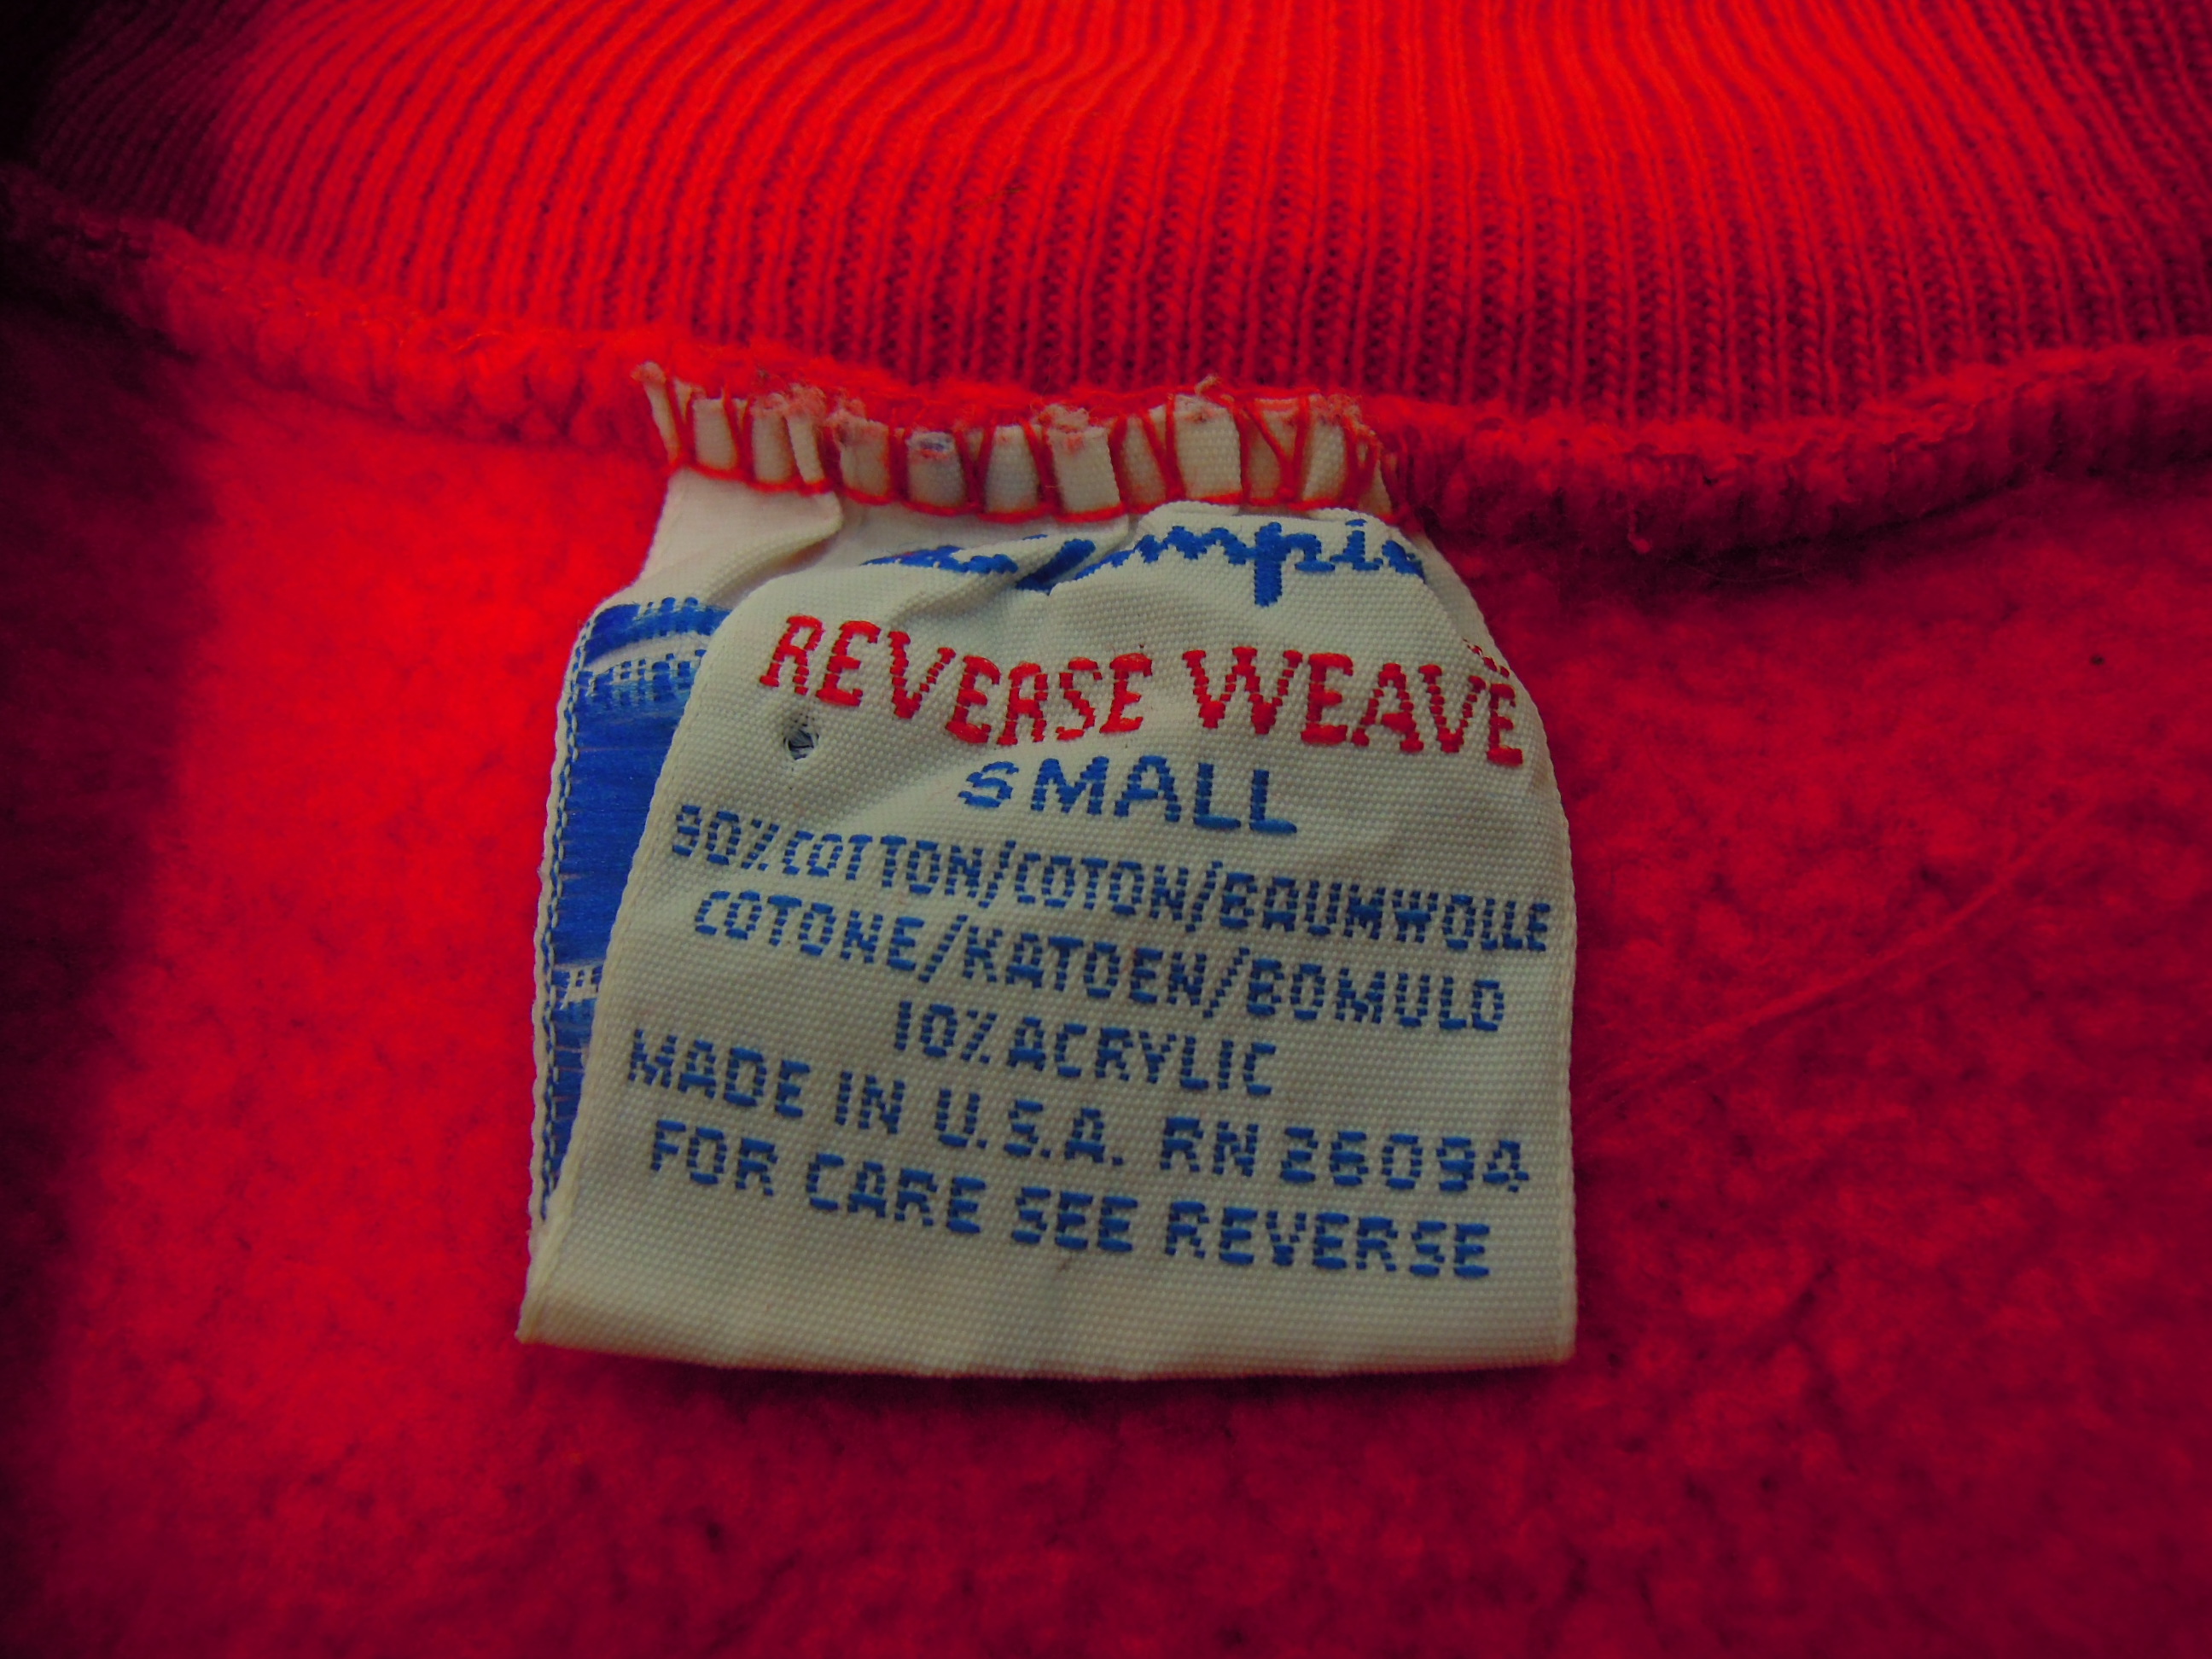 REVERSE WEAVE
SMALL
90% COTTON/COTON/BAUMWOLLE
COTONE/KATOEN/BOMULD
10% ACRYLIC
MADE IN U.S.A. RN 26094
FOR CARE SEE REVERSE